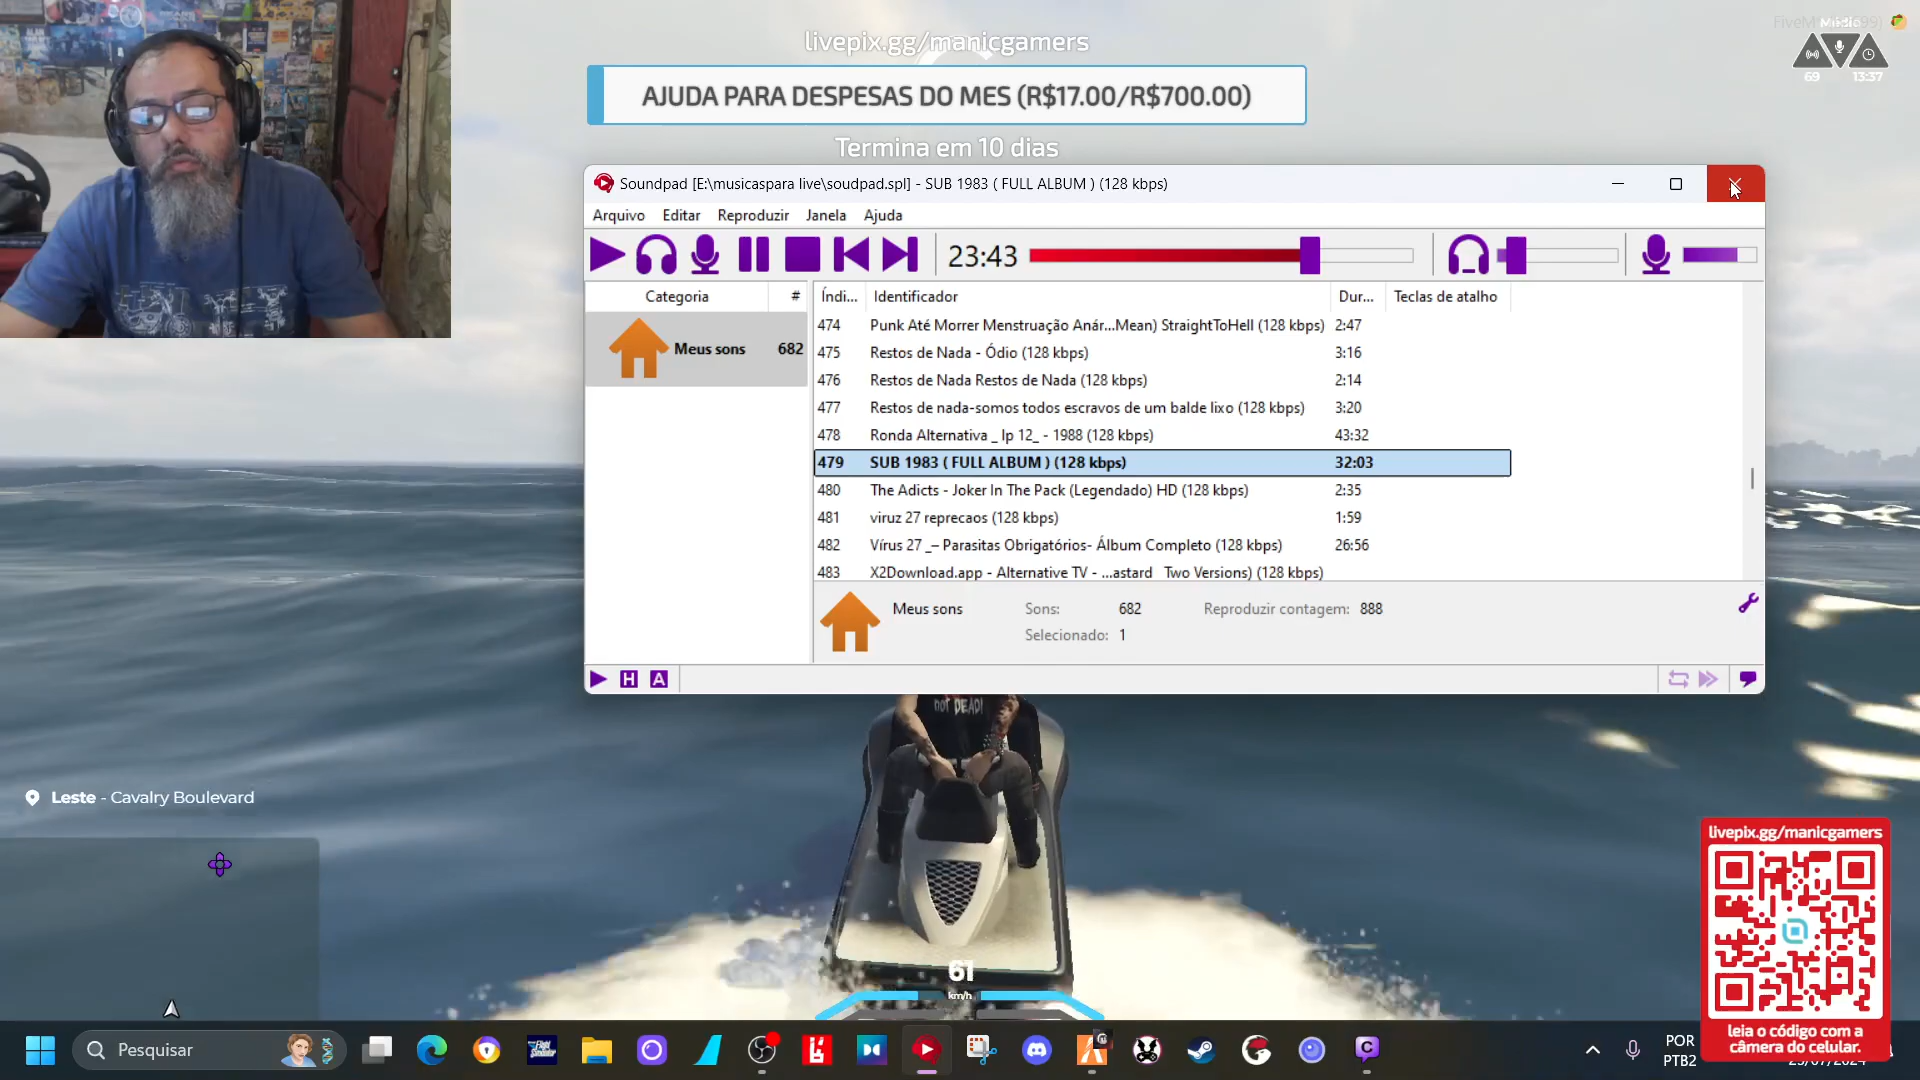 livepix.gg/manicgamers
AJUDA PARA DESPESAS DO MES (R$17.00/R$700.00)
Termina em 10 dias
69
13:37
Soundpad [E:\musicaspara live\soudpad.spl] - SUB 1983 ( FULL ALBUM ) (128 kbps)
Arquivo Editar Reproduzir Janela Ajuda
23:43
Categoria #
Meus sons 682
Índi... Identificador Dur... Teclas de atalho
474 Punk Até Morrer Menstruação Anár...Mean) StraightToHell (128 kbps) 2:47
475 Restos de Nada - Ódio (128 kbps) 3:16
476 Restos de Nada Restos de Nada (128 kbps) 2:14
477 Restos de nada-somos todos escravos de um balde lixo (128 kbps) 3:20
478 Ronda Alternativa _ lp 12_ - 1988 (128 kbps) 43:32
479 SUB 1983 ( FULL ALBUM ) (128 kbps) 32:03
480 The Adicts - Joker In The Pack (Legendado) HD (128 kbps) 2:35
481 viruz 27 reprecaos (128 kbps) 1:59
482 Vírus 27 _– Parasitas Obrigatórios- Álbum Completo (128 kbps) 26:56
483 X2Download.app - Alternative TV - ...astard Two Versions) (128 kbps)
Meus sons Sons: 682 Reproduzir contagem: 888
Selecionado: 1
H A
not DEAD!
Leste - Cavalry Boulevard
61
km/h
livepix.gg/manicgamers
leia o código com a
câmera do celular.
Pesquisar
POR
PTB2